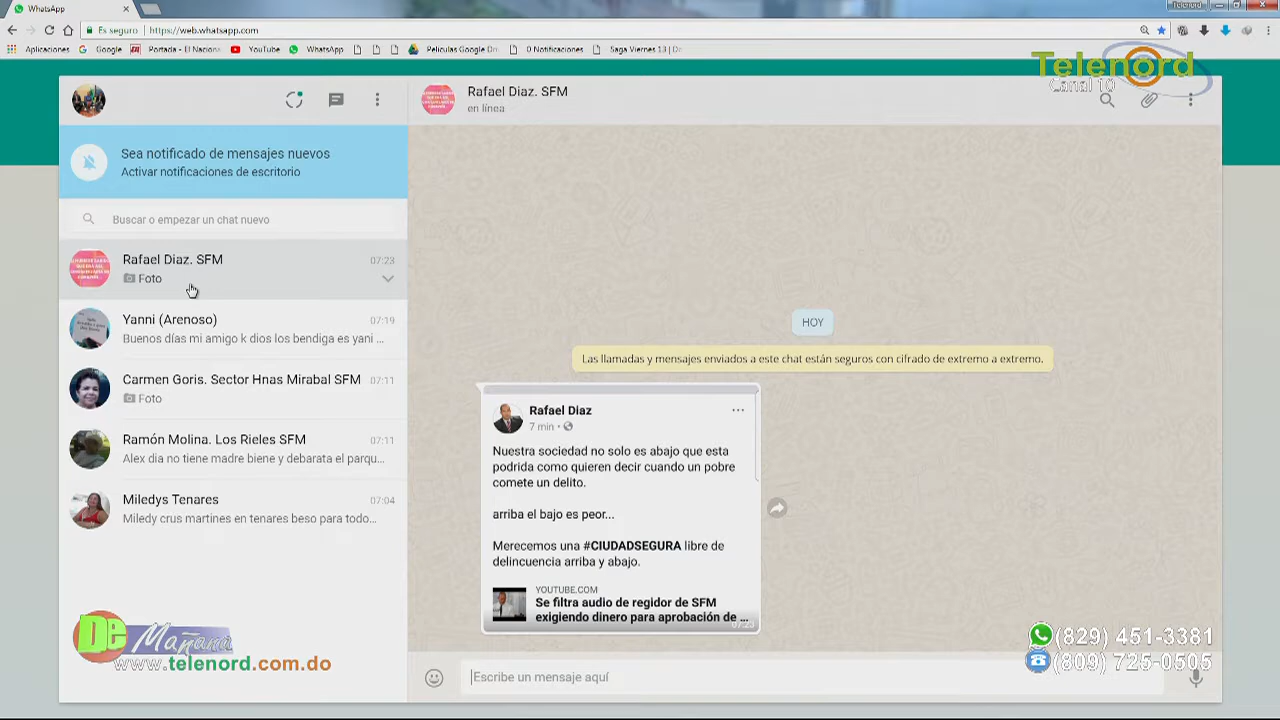 WhatsApp
Telenord
Es seguro | https://web.whatsapp.com
Aplicaciones Google Portada - El Naciona YouTube WhatsApp Peliculas Google Dri 0 Notificaciones Saga Viernes 13 | De
Telenord
Canal 10
Rafael Diaz. SFM
en línea
Sea notificado de mensajes nuevos
Activar notificaciones de escritorio
Buscar o empezar un chat nuevo
Rafael Diaz. SFM 07:23
Foto
Yanni (Arenoso) 07:19
Buenos días mi amigo k dios los bendiga es yani ...
Carmen Goris. Sector Hnas Mirabal SFM 07:11
Foto
Ramón Molina. Los Rieles SFM 07:11
Alex dia no tiene madre biene y debarata el parqu...
Miledys Tenares 07:04
Miledy crus martines en tenares beso para todo...
HOY
Las llamadas y mensajes enviados a este chat están seguros con cifrado de extremo a extremo.
Rafael Diaz
7 min
Nuestra sociedad no solo es abajo que esta
podrida como quieren decir cuando un pobre
comete un delito.
arriba el bajo es peor...
Merecemos una #CIUDADSEGURA libre de
delincuencia arriba y abajo.
YOUTUBE.COM
Se filtra audio de regidor de SFM
exigiendo dinero para aprobación de ...
07:23
Escribe un mensaje aquí
De Mañana
www.telenord.com.do
(829) 451-3381
(809) 725-0505